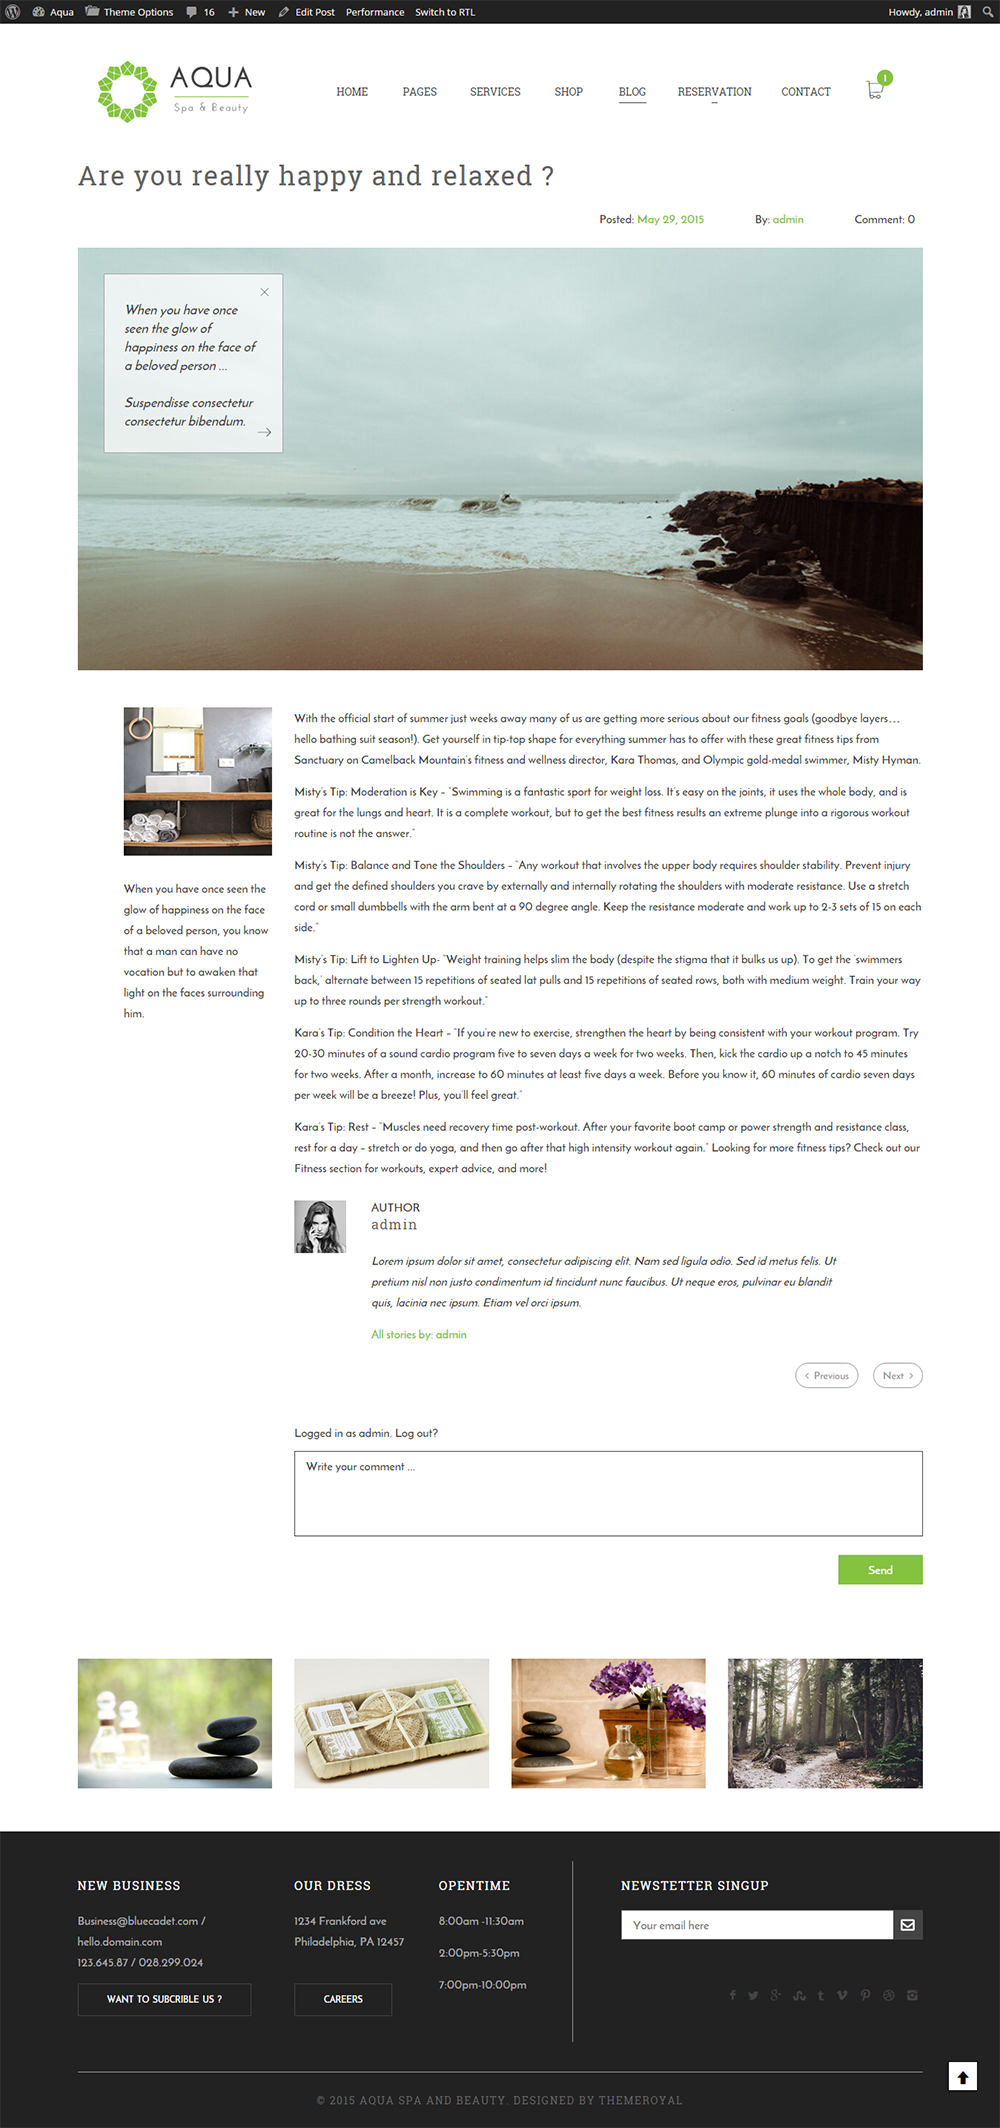 Aqua Theme Options 16 New Edit Post Performance Switch to RTL Howdy, admin
AQUA
Spa & Beauty
HOME PAGES SERVICES SHOP BLOG RESERVATION CONTACT 1
Are you really happy and relaxed ?
Posted: May 29, 2015 By: admin Comment: 0
When you have once
seen the glow of
happiness on the face of
a beloved person ...
Suspendisse consectetur
consectetur bibendum.
When you have once seen the
glow of happiness on the face
of a beloved person, you know
that a man can have no
vocation but to awaken that
light on the faces surrounding
him.
With the official start of summer just weeks away many of us are getting more serious about our fitness goals (goodbye layers…
hello bathing suit season!). Get yourself in tip-top shape for everything summer has to offer with these great fitness tips from
Sanctuary on Camelback Mountain's fitness and wellness director, Kara Thomas, and Olympic gold-medal swimmer, Misty Hyman.
Misty's Tip: Moderation is Key – "Swimming is a fantastic sport for weight loss. It's easy on the joints, it uses the whole body, and is
great for the lungs and heart. It is a complete workout, but to get the best fitness results an extreme plunge into a rigorous workout
routine is not the answer."
Misty's Tip: Balance and Tone the Shoulders – "Any workout that involves the upper body requires shoulder stability. Prevent injury
and get the defined shoulders you crave by externally and internally rotating the shoulders with moderate resistance. Use a stretch
cord or small dumbbells with the arm bent at a 90 degree angle. Keep the resistance moderate and work up to 2-3 sets of 15 on each
side."
Misty's Tip: Lift to Lighten Up- "Weight training helps slim the body (despite the stigma that it bulks us up). To get the 'swimmers
back,' alternate between 15 repetitions of seated lat pulls and 15 repetitions of seated rows, both with medium weight. Train your way
up to three rounds per strength workout."
Kara's Tip: Condition the Heart – "If you're new to exercise, strengthen the heart by being consistent with your workout program. Try
20-30 minutes of a sound cardio program five to seven days a week for two weeks. Then, kick the cardio up a notch to 45 minutes
for two weeks. After a month, increase to 60 minutes at least five days a week. Before you know it, 60 minutes of cardio seven days
per week will be a breeze! Plus, you'll feel great."
Kara's Tip: Rest – "Muscles need recovery time post-workout. After your favorite boot camp or power strength and resistance class,
rest for a day – stretch or do yoga, and then go after that high intensity workout again." Looking for more fitness tips? Check out our
Fitness section for workouts, expert advice, and more!
AUTHOR
admin
Lorem ipsum dolor sit amet, consectetur adipiscing elit. Nam sed ligula odio. Sed id metus felis. Ut
pretium nisl non justo condimentum id tincidunt nunc faucibus. Ut neque eros, pulvinar eu blandit
quis, lacinia nec ipsum. Etiam vel orci ipsum.
All stories by: admin
Previous Next
Logged in as admin. Log out?
Write your comment ...
Send
NEW BUSINESS
Business@bluecadet.com /
hello.domain.com
123.645.87 / 028.299.024
WANT TO SUBCRIBLE US ?
OUR DRESS
1234 Frankford ave
Philadelphia, PA 12457
CAREERS
OPENTIME
8:00am -11:30am
2:00pm-5:30pm
7:00pm-10:00pm
NEWSTETTER SINGUP
Your email here
© 2015 AQUA SPA AND BEAUTY. DESIGNED BY THEMEROYAL